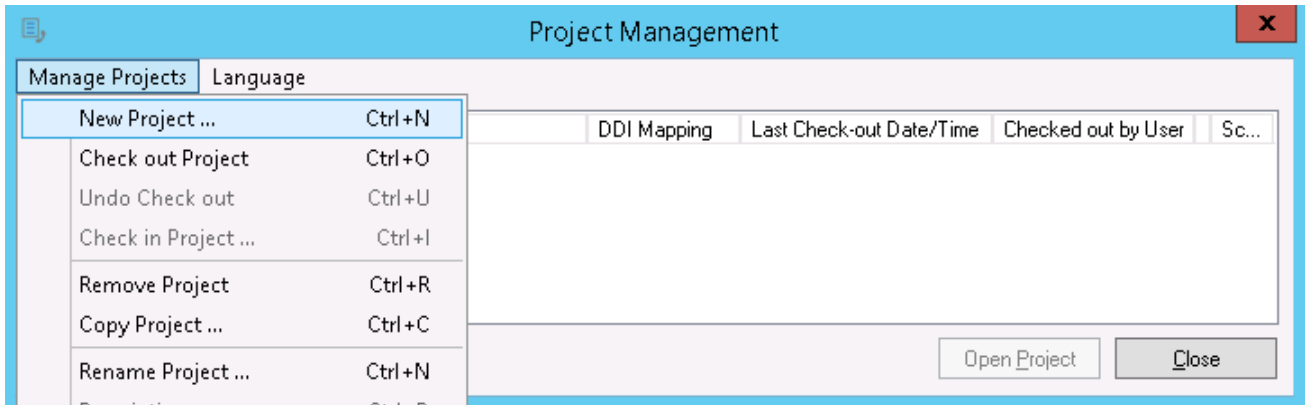 Project Management
x
Manage Projects Language
New Project ... Ctrl+N
DDI Mapping Last Check-out Date/Time Checked out by User Sc...
Check out Project Ctrl+O
Undo Check out Ctrl+U
Check in Project ... Ctrl+I
Remove Project Ctrl+R
Copy Project ... Ctrl+C
Rename Project ... Ctrl+N
Open Project Close